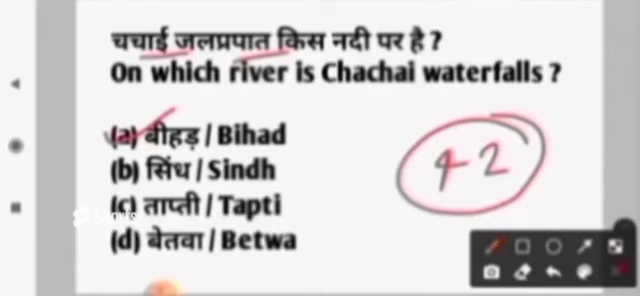 चचाई जलप्रपात किस नदी पर है ?
On which river is Chachai waterfalls ?
(a) बीहड़ / Bihad
(b) सिंध / Sindh
(c) ताप्ती / Tapti
(d) बेतवा / Betwa
42